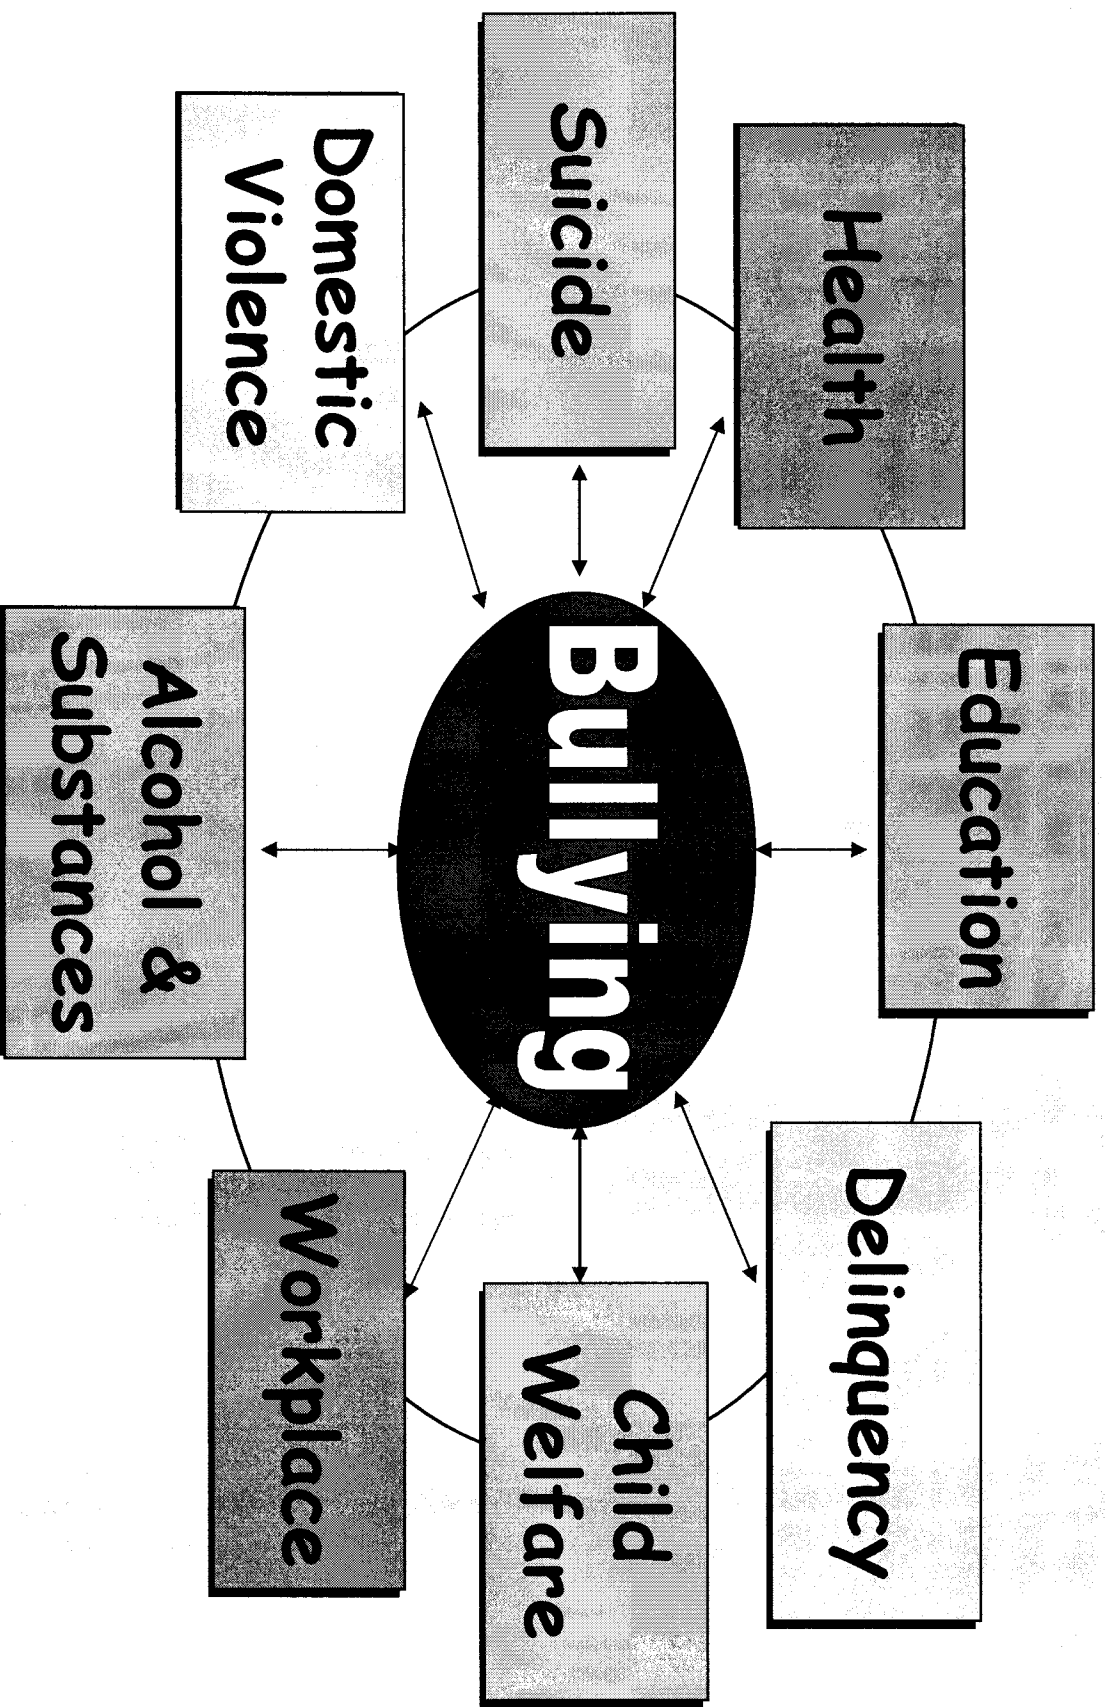 Education
Health
Delinquency
Suicide
Bullying
Child
Welfare
Domestic
Violence
Workplace
Alcohol &
Substances